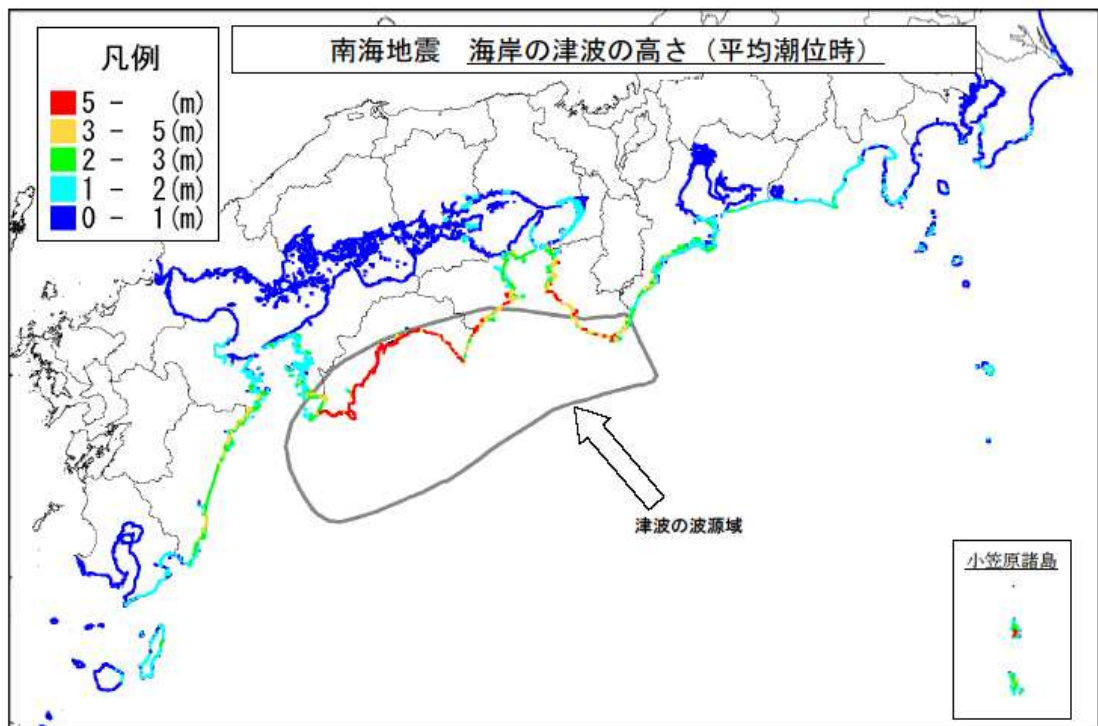 南海地震 海岸の津波の高さ（平均潮位時）
凡例
5 - (m)
3 - 5(m)
2 - 3(m)
1 - 2(m)
0 - 1(m)
津波の波源域
小笠原諸島